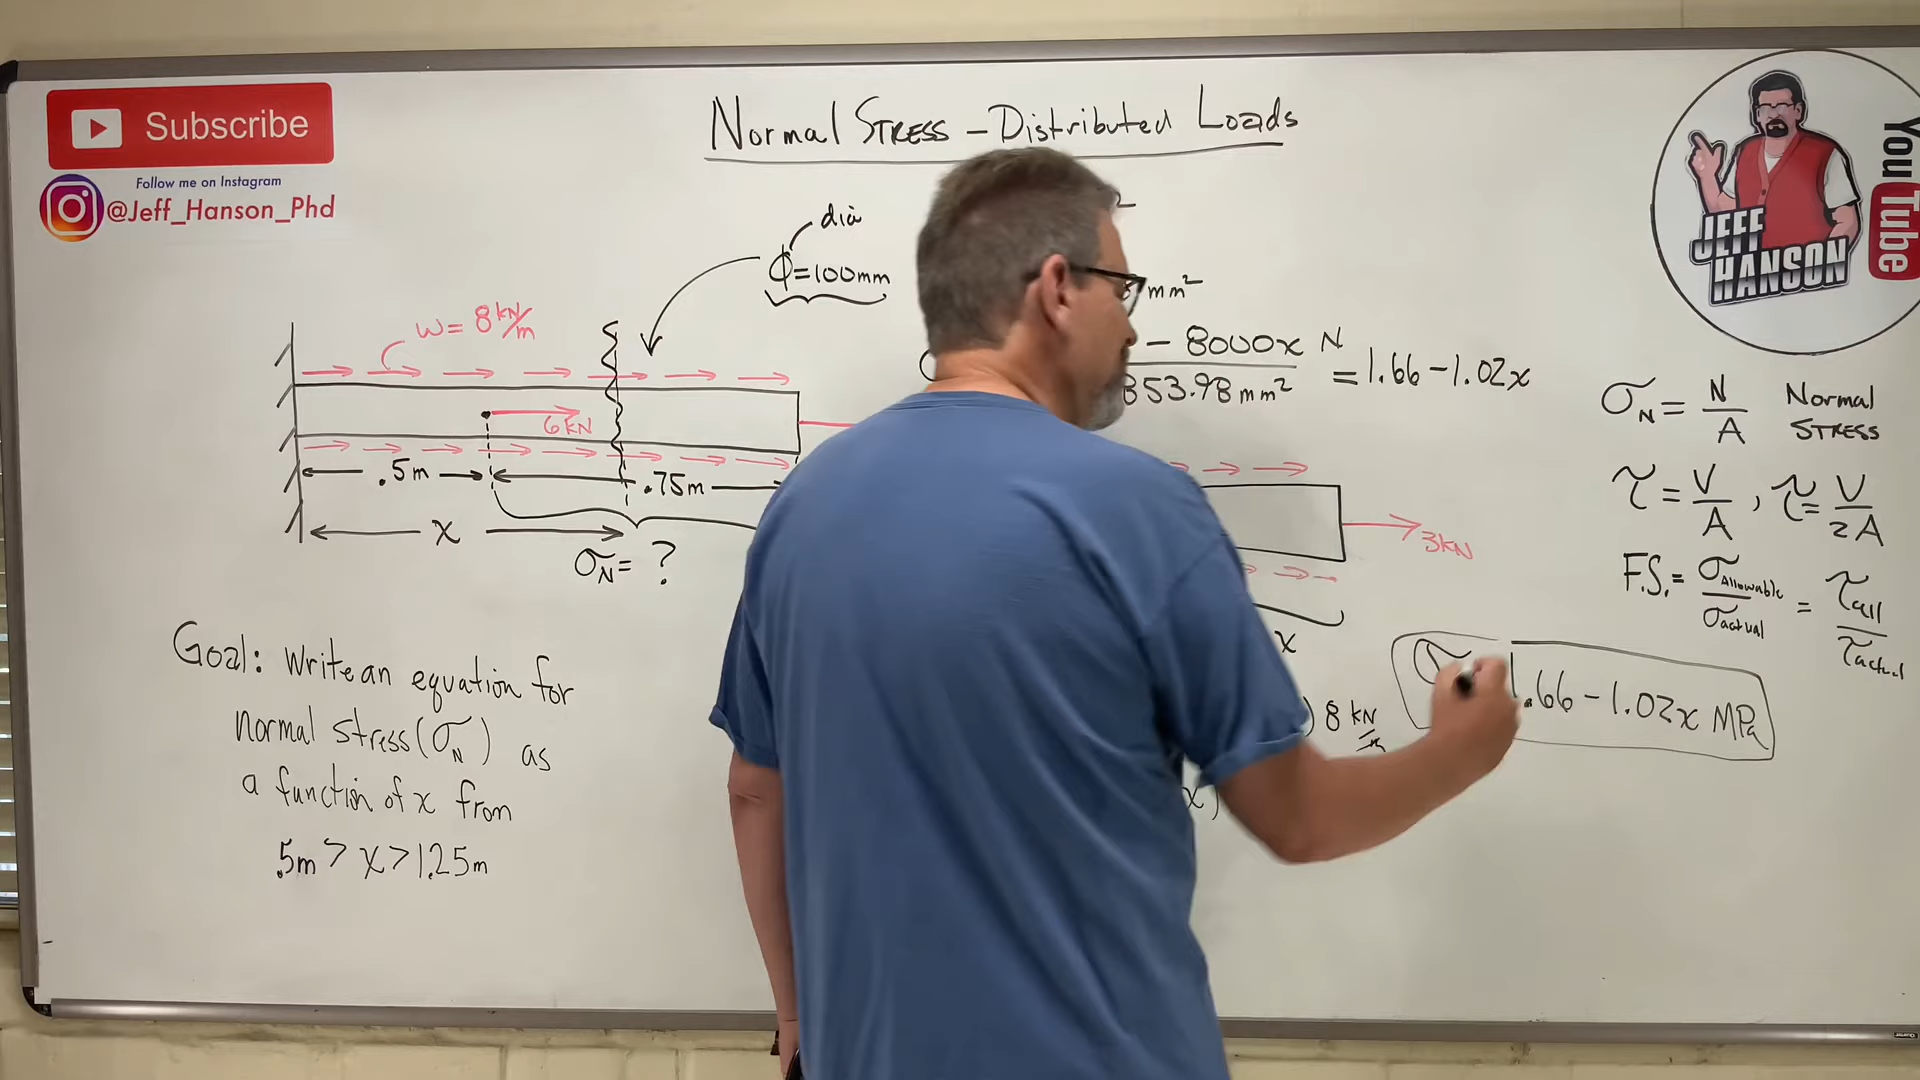 Subscribe
Follow me on Instagram
@Jeff_Hanson_Phd
Normal STRESS – Distributed Loads
YouTube
JEFF HANSON
dia
ϕ = 100mm
w = 8 kN/m
6 KN
.5m
.75m
x
σN = ?
mm²
- 8000x N
853.98 mm²
= 1.66 - 1.02x
3KN
x
) 8 kN/m
x)
σN = N/A Normal STRESS
τ = V/A , τ = V/2A
F.S. = σAllowable/σactual = τall/τactual
1.66 - 1.02x MPa
Goal: Write an equation for
normal stress (σN) as
a function of x from
.5m > x > 1.25m